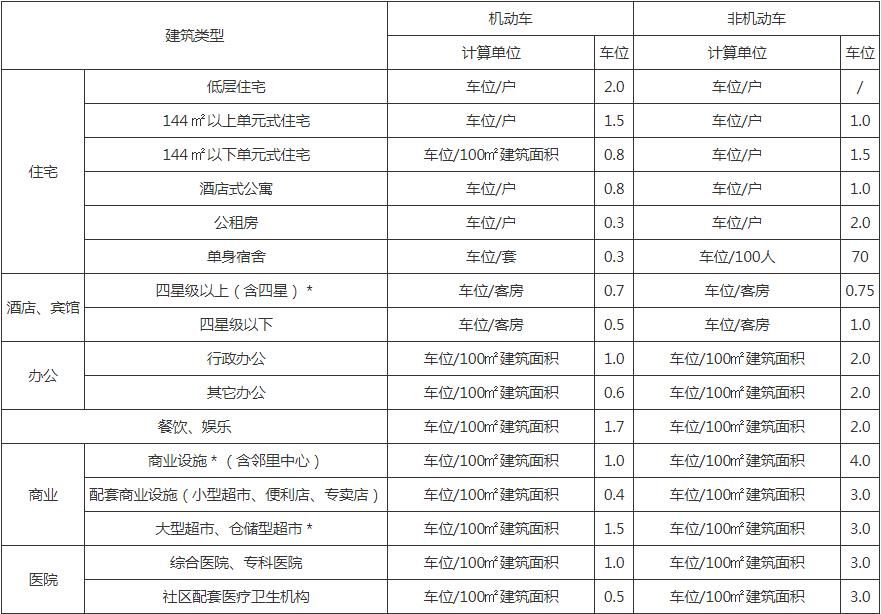 建筑类型 机动车 非机动车
计算单位 车位 计算单位 车位
住宅 低层住宅 车位/户 2.0 车位/户 /
144㎡以上单元式住宅 车位/户 1.5 车位/户 1.0
144㎡以下单元式住宅 车位/100㎡建筑面积 0.8 车位/户 1.5
酒店式公寓 车位/户 0.8 车位/户 1.0
公租房 车位/户 0.3 车位/户 2.0
单身宿舍 车位/套 0.3 车位/100人 70
酒店、宾馆 四星级以上（含四星）* 车位/客房 0.7 车位/客房 0.75
四星级以下 车位/客房 0.5 车位/客房 1.0
办公 行政办公 车位/100㎡建筑面积 1.0 车位/100㎡建筑面积 2.0
其它办公 车位/100㎡建筑面积 0.6 车位/100㎡建筑面积 2.0
餐饮、娱乐 车位/100㎡建筑面积 1.7 车位/100㎡建筑面积 2.0
商业 商业设施*（含邻里中心） 车位/100㎡建筑面积 1.0 车位/100㎡建筑面积 4.0
配套商业设施（小型超市、便利店、专卖店） 车位/100㎡建筑面积 0.4 车位/100㎡建筑面积 3.0
大型超市、仓储型超市* 车位/100㎡建筑面积 1.5 车位/100㎡建筑面积 3.0
医院 综合医院、专科医院 车位/100㎡建筑面积 1.0 车位/100㎡建筑面积 3.0
社区配套医疗卫生机构 车位/100㎡建筑面积 0.5 车位/100㎡建筑面积 3.0